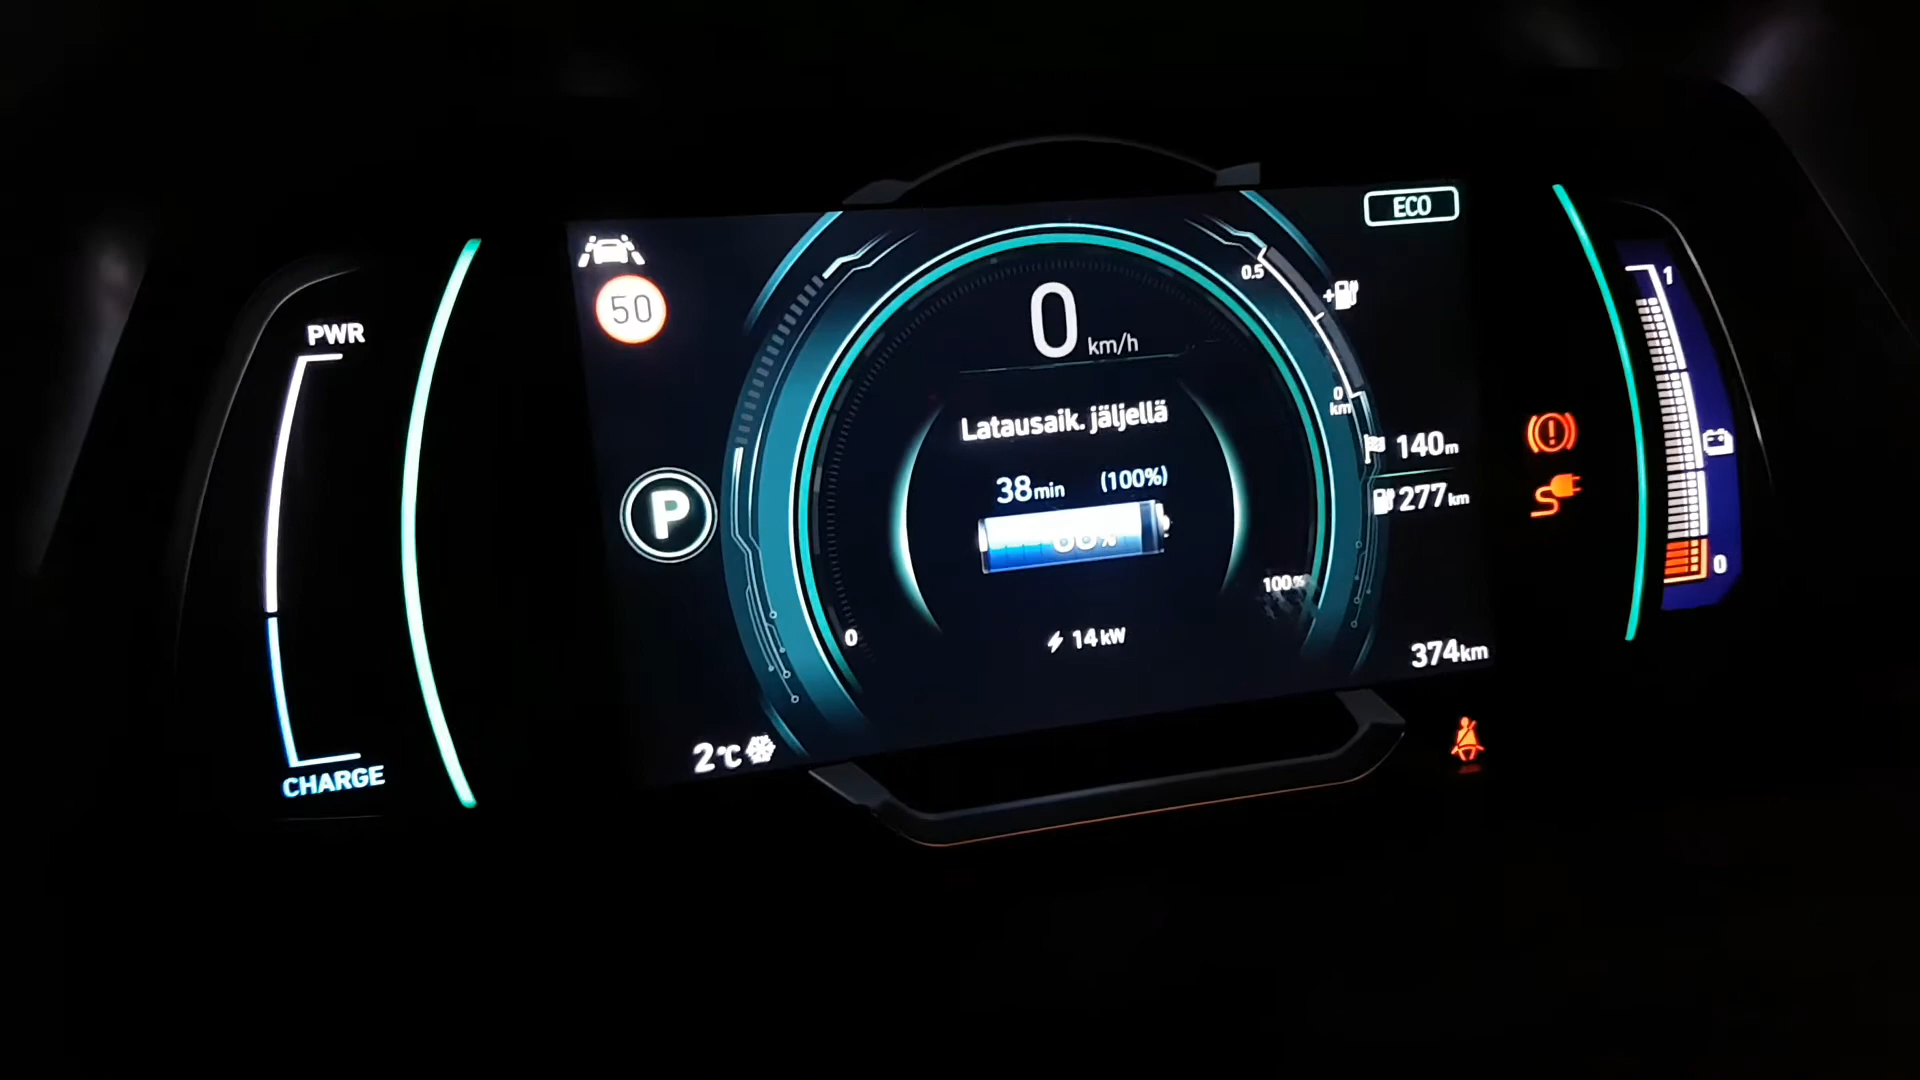 ECO
50
0.5
1
0 km/h
PWR
0
km
Latausaik. jäljellä
140m
38min (100%)
277km
P
0
100%
0
14 kW
374km
2°C
CHARGE